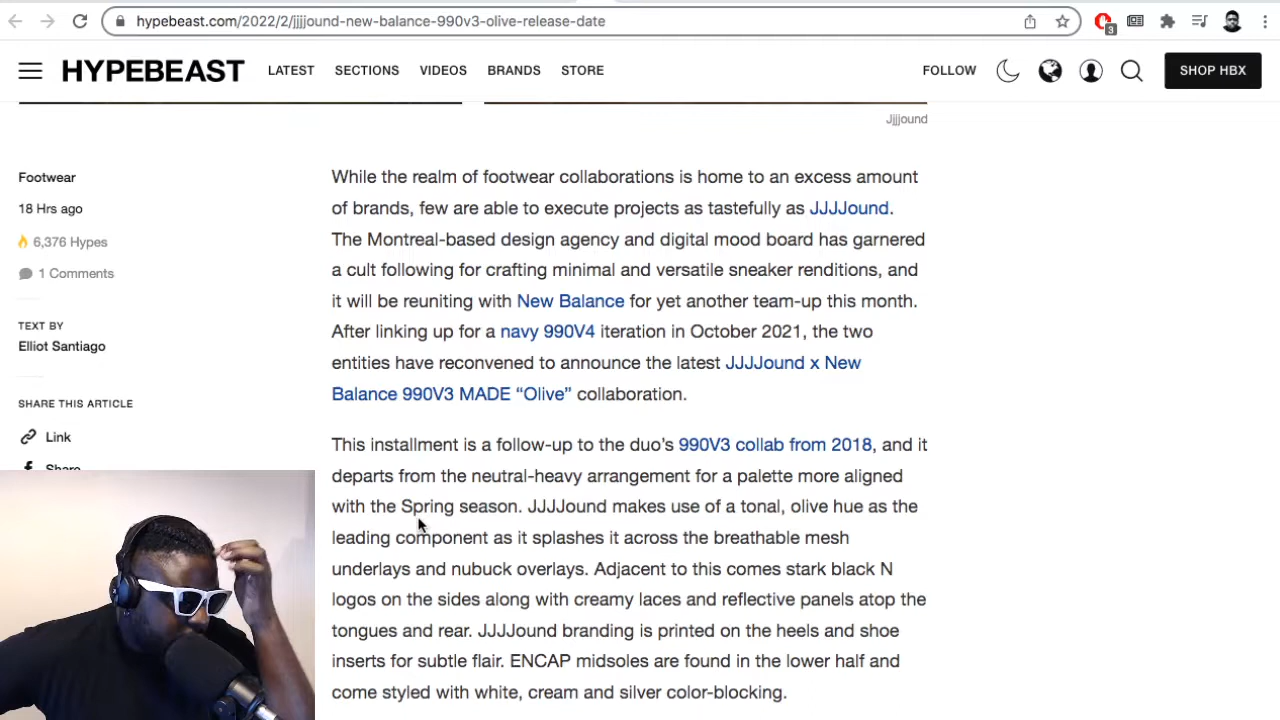 hypebeast.com/2022/2/jjjjound-new-balance-990v3-olive-release-date
3
HYPEBEAST
LATEST
SECTIONS
VIDEOS
BRANDS
STORE
FOLLOW
SHOP HBX
Jjjjound
Footwear
18 Hrs ago
6,376 Hypes
1 Comments
TEXT BY
Elliot Santiago
SHARE THIS ARTICLE
Link
Share
While the realm of footwear collaborations is home to an excess amount
of brands, few are able to execute projects as tastefully as JJJJound.
The Montreal-based design agency and digital mood board has garnered
a cult following for crafting minimal and versatile sneaker renditions, and
it will be reuniting with New Balance for yet another team-up this month.
After linking up for a navy 990V4 iteration in October 2021, the two
entities have reconvened to announce the latest JJJJound x New
Balance 990V3 MADE “Olive” collaboration.
This installment is a follow-up to the duo’s 990V3 collab from 2018, and it
departs from the neutral-heavy arrangement for a palette more aligned
with the Spring season. JJJJound makes use of a tonal, olive hue as the
leading component as it splashes it across the breathable mesh
underlays and nubuck overlays. Adjacent to this comes stark black N
logos on the sides along with creamy laces and reflective panels atop the
tongues and rear. JJJJound branding is printed on the heels and shoe
inserts for subtle flair. ENCAP midsoles are found in the lower half and
come styled with white, cream and silver color-blocking.